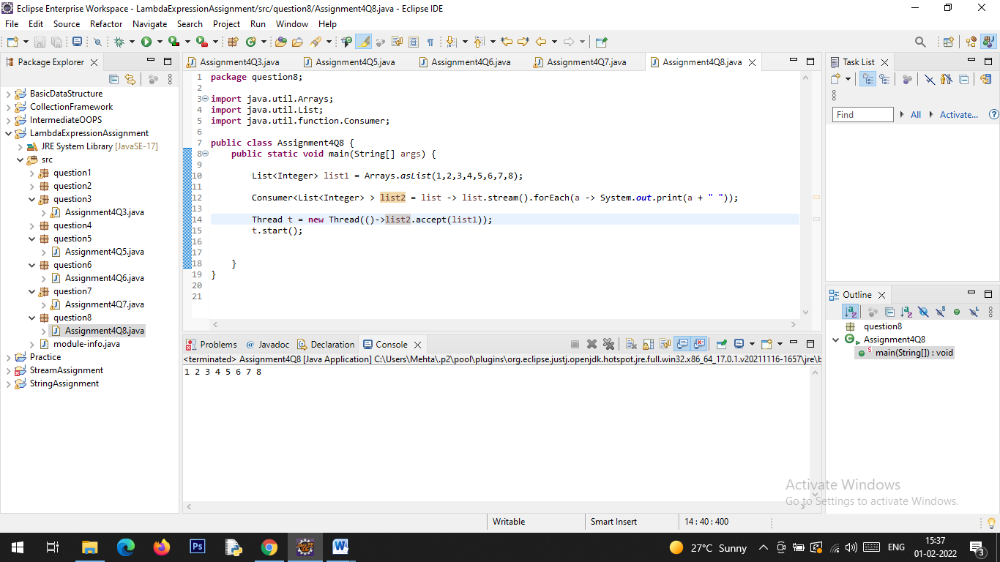 Eclipse Enterprise Workspace - LambdaExpressionAssignment/src/question8/Assignment4Q8.java - Eclipse IDE
File Edit Source Refactor Navigate Search Project Run Window Help
Package Explorer
BasicDataStructure
CollectionFramework
IntermediateOOPS
LambdaExpressionAssignment
JRE System Library [JavaSE-17]
src
question1
question2
question3
Assignment4Q3.java
question4
question5
Assignment4Q5.java
question6
Assignment4Q6.java
question7
Assignment4Q7.java
question8
Assignment4Q8.java
module-info.java
Practice
StreamAssignment
StringAssignment
Assignment4Q3.java Assignment4Q5.java Assignment4Q6.java Assignment4Q7.java Assignment4Q8.java
1 package question8;
2
3 import java.util.Arrays;
4 import java.util.List;
5 import java.util.function.Consumer;
6
7 public class Assignment4Q8 {
8 public static void main(String[] args) {
9
10 List<Integer> list1 = Arrays.asList(1,2,3,4,5,6,7,8);
11
12 Consumer<List<Integer> > list2 = list -> list.stream().forEach(a -> System.out.print(a + " "));
13
14 Thread t = new Thread(()->list2.accept(list1));
15 t.start();
16
17
18 }
19 }
20
21
Problems @ Javadoc Declaration Console
<terminated> Assignment4Q8 [Java Application] C:\Users\Mehta\.p2\pool\plugins\org.eclipse.justj.openjdk.hotspot.jre.full.win32.x86_64_17.0.1.v20211116-1657\jre\b
1 2 3 4 5 6 7 8
Task List
Find All Activate...
Outline
question8
Assignment4Q8
main(String[]) : void
Activate Windows
Go to Settings to activate Windows.
Writable Smart Insert 14 : 40 : 400
27°C Sunny ENG 15:37
01-02-2022
3